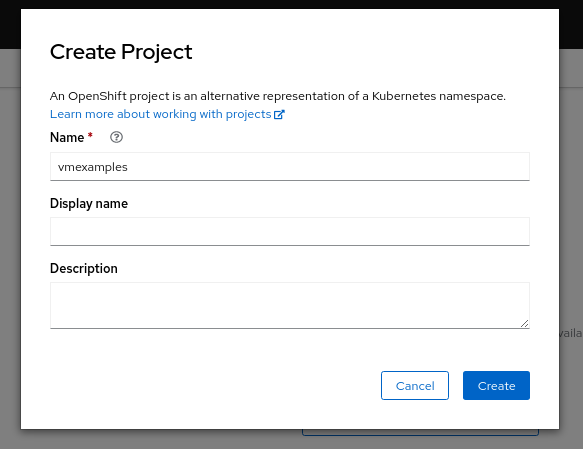 Create Project
An OpenShift project is an alternative representation of a Kubernetes namespace.
Learn more about working with projects
Name *
vmexamples
Display name
Description
Cancel
Create